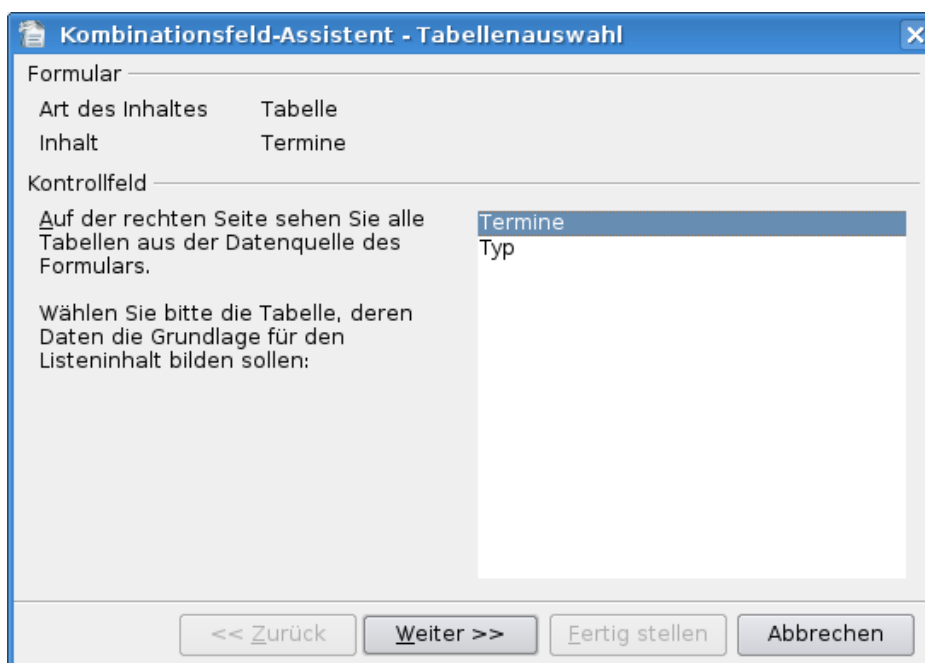 Kombinationsfeld-Assistent - Tabellenauswahl
Formular
Art des Inhaltes Tabelle
Inhalt Termine
Kontrollfeld
Auf der rechten Seite sehen Sie alle
Tabellen aus der Datenquelle des
Formulars.
Wählen Sie bitte die Tabelle, deren
Daten die Grundlage für den
Listeninhalt bilden sollen:
Termine
Typ
<< Zurück Weiter >> Fertig stellen Abbrechen